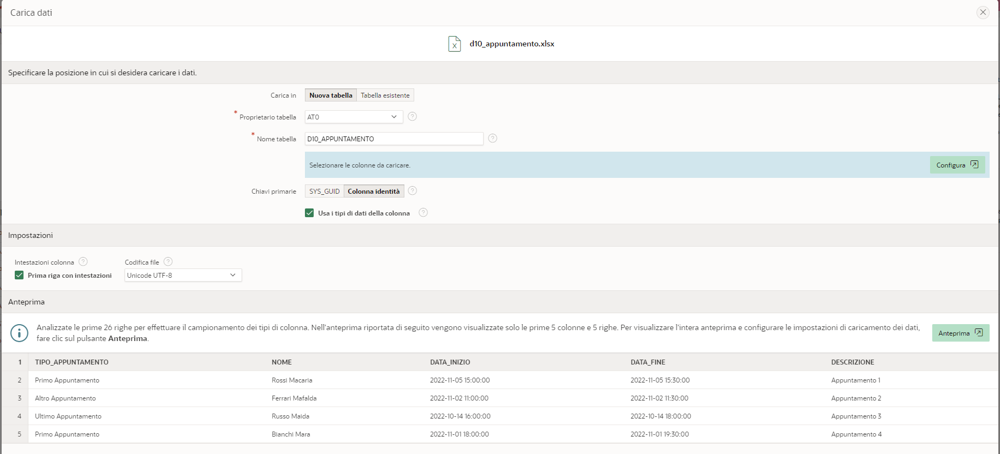 Carica dati
d10_appuntamento.xlsx
Specificare la posizione in cui si desidera caricare i dati.
Carica in Nuova tabella Tabella esistente
* Proprietario tabella AT0 ?
* Nome tabella D10_APPUNTAMENTO ?
Selezionare le colonne da caricare. Configura
Chiavi primarie SYS_GUID Colonna identità ?
Usa i tipi di dati della colonna ?
Impostazioni
Intestazioni colonna ? Codifica file ?
Prima riga con intestazioni Unicode UTF-8
Anteprima
Analizzate le prime 26 righe per effettuare il campionamento dei tipi di colonna. Nell'anteprima riportata di seguito vengono visualizzate solo le prime 5 colonne e 5 righe. Per visualizzare l'intera anteprima e configurare le impostazioni di caricamento dei dati,
fare clic sul pulsante Anteprima.
Anteprima
1 TIPO_APPUNTAMENTO NOME DATA_INIZIO DATA_FINE DESCRIZIONE
2 Primo Appuntamento Rossi Macaria 2022-11-05 15:00:00 2022-11-05 15:30:00 Appuntamento 1
3 Altro Appuntamento Ferrari Mafalda 2022-11-02 11:00:00 2022-11-02 11:30:00 Appuntamento 2
4 Ultimo Appuntamento Russo Maida 2022-10-14 16:00:00 2022-10-14 18:00:00 Appuntamento 3
5 Primo Appuntamento Bianchi Mara 2022-11-01 18:00:00 2022-11-01 19:30:00 Appuntamento 4